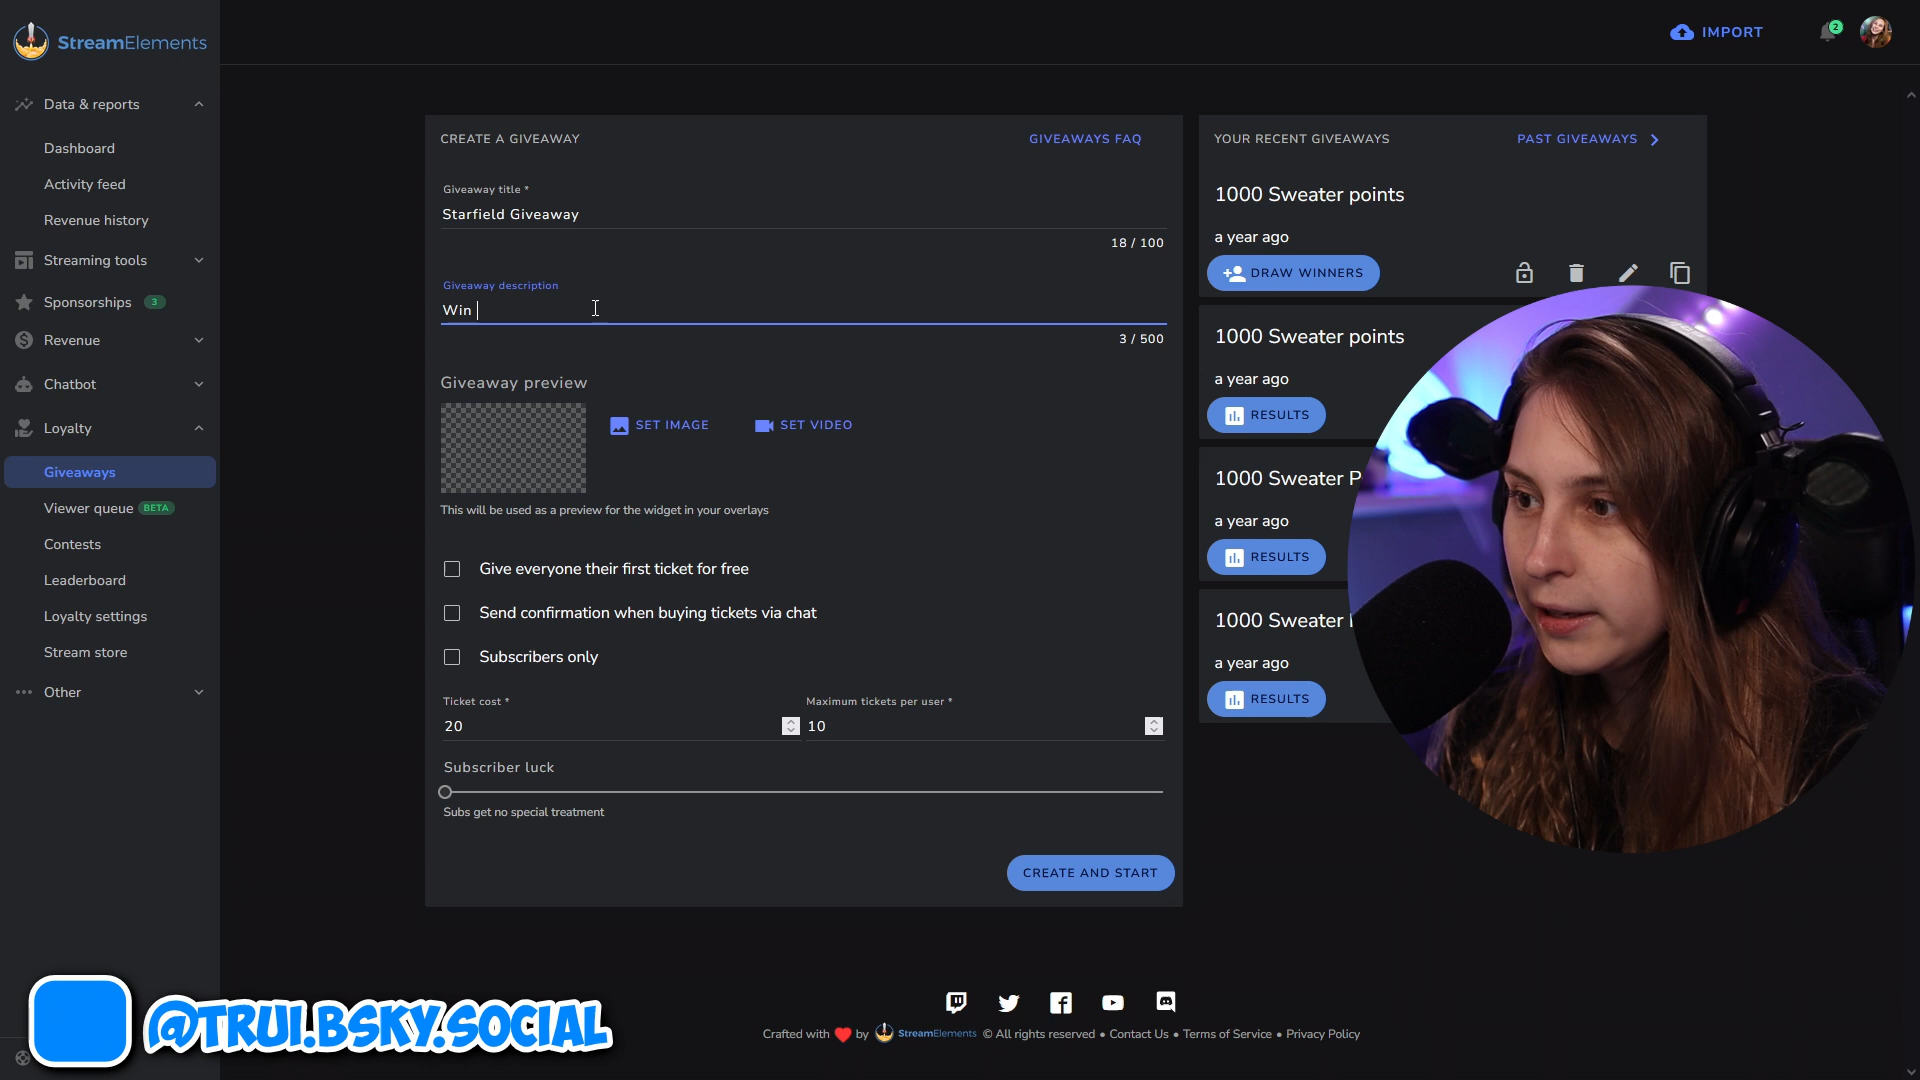 StreamElements
IMPORT
2
Data & reports
Dashboard
Activity feed
Revenue history
Streaming tools
Sponsorships 3
Revenue
Chatbot
Loyalty
Giveaways
Viewer queue BETA
Contests
Leaderboard
Loyalty settings
Stream store
Other
CREATE A GIVEAWAY
GIVEAWAYS FAQ
Giveaway title *
Starfield Giveaway
18 / 100
Giveaway description
Win
3 / 500
Giveaway preview
SET IMAGE
SET VIDEO
This will be used as a preview for the widget in your overlays
Give everyone their first ticket for free
Send confirmation when buying tickets via chat
Subscribers only
Ticket cost *
20
Maximum tickets per user *
10
Subscriber luck
Subs get no special treatment
CREATE AND START
YOUR RECENT GIVEAWAYS
PAST GIVEAWAYS
1000 Sweater points
a year ago
DRAW WINNERS
1000 Sweater points
a year ago
RESULTS
1000 Sweater P
a year ago
RESULTS
1000 Sweater
a year ago
RESULTS
Crafted with ❤ by StreamElements © All rights reserved • Contact Us • Terms of Service • Privacy Policy
@TRUI.BSKY.SOCIAL